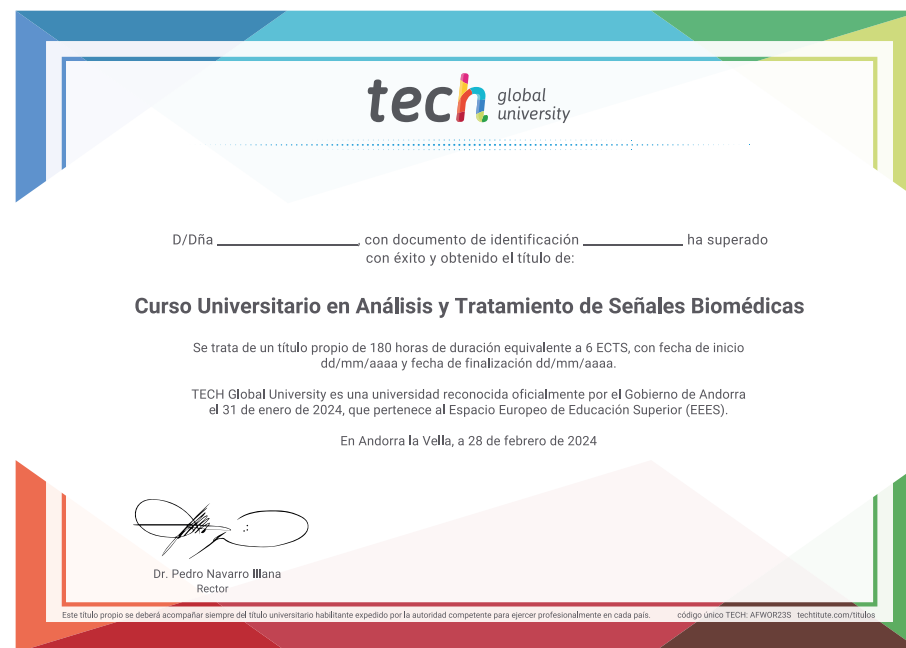 tech global university
D/Dña ________________, con documento de identificación ____________ ha superado
con éxito y obtenido el título de:
Curso Universitario en Análisis y Tratamiento de Señales Biomédicas
Se trata de un título propio de 180 horas de duración equivalente a 6 ECTS, con fecha de inicio
dd/mm/aaaa y fecha de finalización dd/mm/aaaa.
TECH Global University es una universidad reconocida oficialmente por el Gobierno de Andorra
el 31 de enero de 2024, que pertenece al Espacio Europeo de Educación Superior (EEES).
En Andorra la Vella, a 28 de febrero de 2024
Dr. Pedro Navarro Illana
Rector
Este título propio se deberá acompañar siempre del título universitario habilitante expedido por la autoridad competente para ejercer profesionalmente en cada país. código único TECH: AFWOR23S techtitute.com/títulos